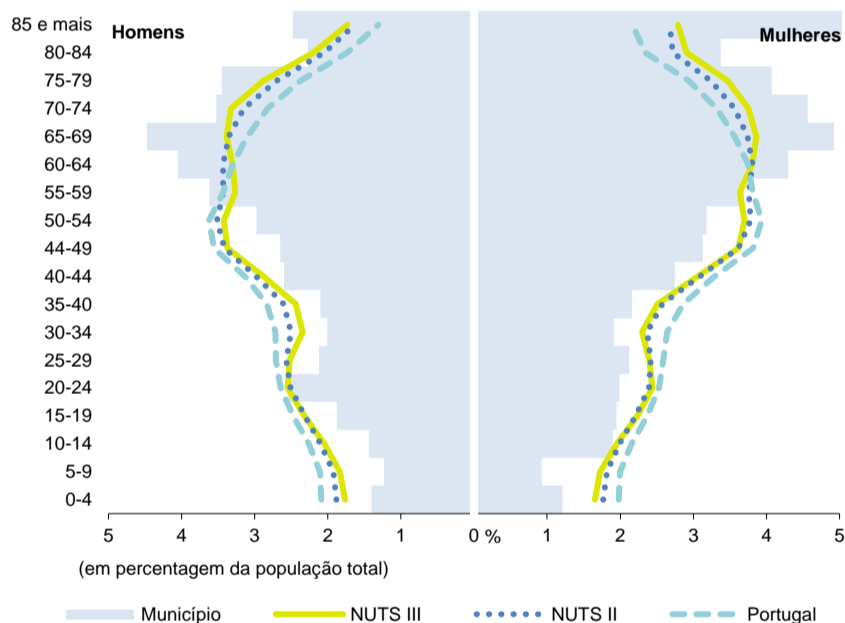 85 e mais
Homens
Mulheres
80-84
75-79
70-74
65-69
60-64
55-59
50-54
44-49
40-44
35-40
30-34
25-29
20-24
15-19
10-14
5-9
0-4
5 4 3 2 1 0 % 1 2 3 4 5
(em percentagem da população total)
Município NUTS III NUTS II Portugal